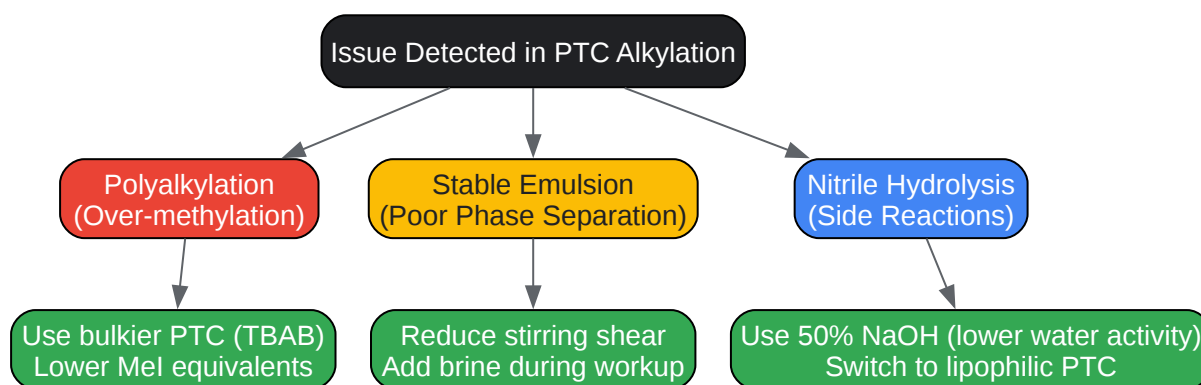 Issue Detected in PTC Alkylation
Polyalkylation
(Over-methylation)
Stable Emulsion
(Poor Phase Separation)
Nitrile Hydrolysis
(Side Reactions)
Use bulkier PTC (TBAB)
Lower MeI equivalents
Reduce stirring shear
Add brine during workup
Use 50% NaOH (lower water activity)
Switch to lipophilic PTC